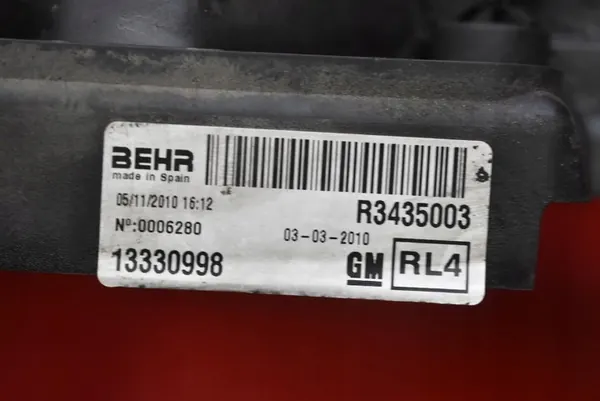 BEHR
made in Spain
05/11/2010 16:12
R3435003
Nº:0006280
03-03-2010
13330998
GM
RL4